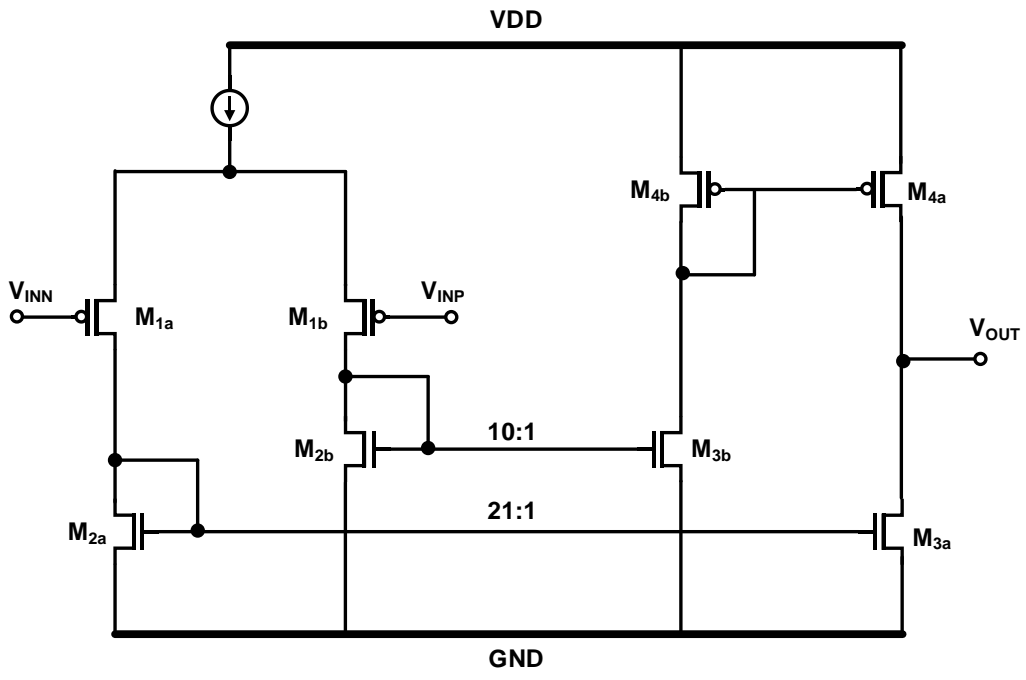 VDD
M4b
M4a
VINN
M1a
M1b
VINP
VOUT
M2b
10:1
M3b
M2a
21:1
M3a
GND